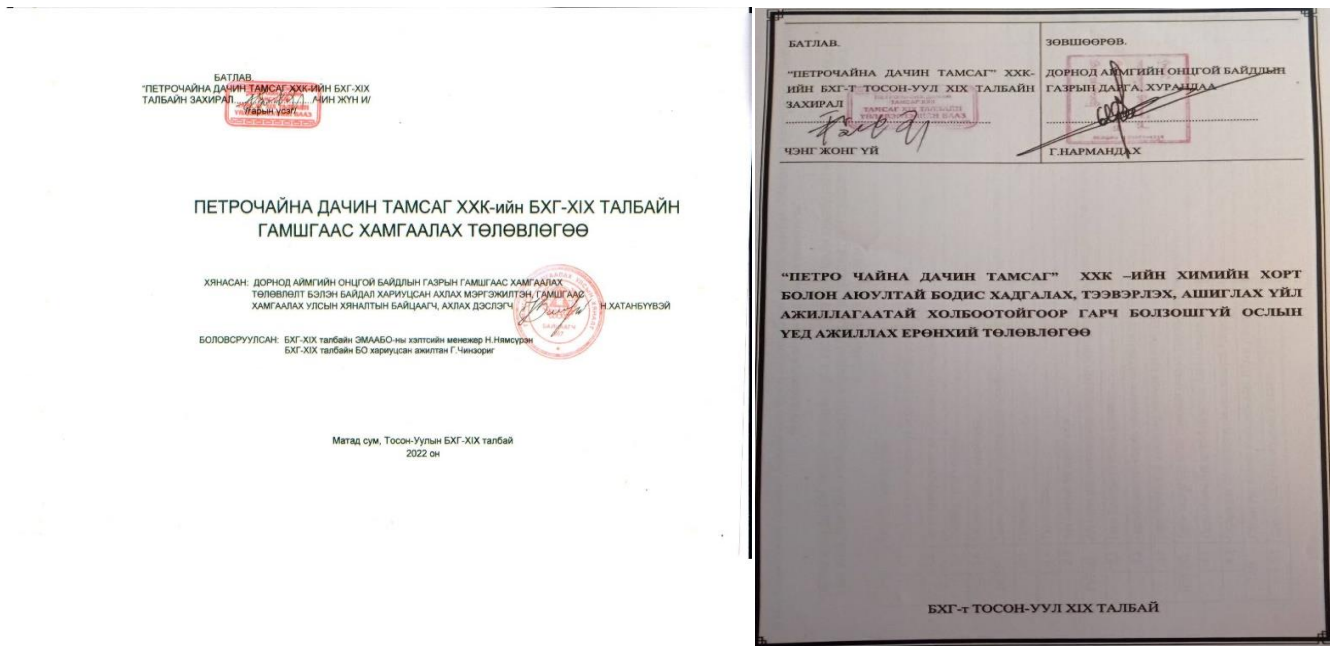 БАТЛАВ.
"ПЕТРОЧАЙНА ДАЧИН ТАМСАГ ХХК-ИЙН БХГ-XIX
ТАЛБАЙН ЗАХИРАЛ /ЧИН ЖҮН И/
/гарын үсэг/
ПЕТРОЧАЙНА ДАЧИН ТАМСАГ ХХК-ийн БХГ-XIX ТАЛБАЙН
ГАМШГААС ХАМГААЛАХ ТӨЛӨВЛӨГӨӨ
ХЯНАСАН: ДОРНОД АЙМГИЙН ОНЦГОЙ БАЙДЛЫН ГАЗРЫН ГАМШГААС ХАМГААЛАХ
ТӨЛӨВЛӨЛТ БЭЛЭН БАЙДАЛ ХАРИУЦСАН АХЛАХ МЭРГЭЖИЛТЭН, ГАМШГААС
ХАМГААЛАХ УЛСЫН ХЯНАЛТЫН БАЙЦААГЧ, АХЛАХ ДЭСЛЭГЧ Н.ХАТАНБҮҮВЭЙ
БОЛОВСРУУЛСАН: БХГ-XIX талбайн ЭМААБО-ны хэлтсийн менежер Н.Нямсүрэн
БХГ-XIX талбайн БО хариуцсан ажилтан Г.Чинзориг
Матад сум, Тосон-Уулын БХГ-XIX талбай
2022 он
БАТЛАВ.
"ПЕТРОЧАЙНА ДАЧИН ТАМСАГ" ХХК-
ИЙН БХГ-Т ТОСОН-УУЛ XIX ТАЛБАЙН
ЗАХИРАЛ
ЧЭНГ ЖОНГ ҮЙ
ЗӨВШӨӨРӨВ.
ДОРНОД АЙМГИЙН ОНЦГОЙ БАЙДЛЫН
ГАЗРЫН ДАРГА, ХУРАНДАА
Г.НАРМАНДАХ
"ПЕТРО ЧАЙНА ДАЧИН ТАМСАГ" ХХК –ИЙН ХИМИЙН ХОРТ
БОЛОН АЮУЛТАЙ БОДИС ХАДГАЛАХ, ТЭЭВЭРЛЭХ, АШИГЛАХ ҮЙЛ
АЖИЛЛАГААТАЙ ХОЛБООТОЙГООР ГАРЧ БОЛЗОШГҮЙ ОСЛЫН
ҮЕД АЖИЛЛАХ ЕРӨНХИЙ ТӨЛӨВЛӨГӨӨ
БХГ-т ТОСОН-УУЛ XIX ТАЛБАЙ